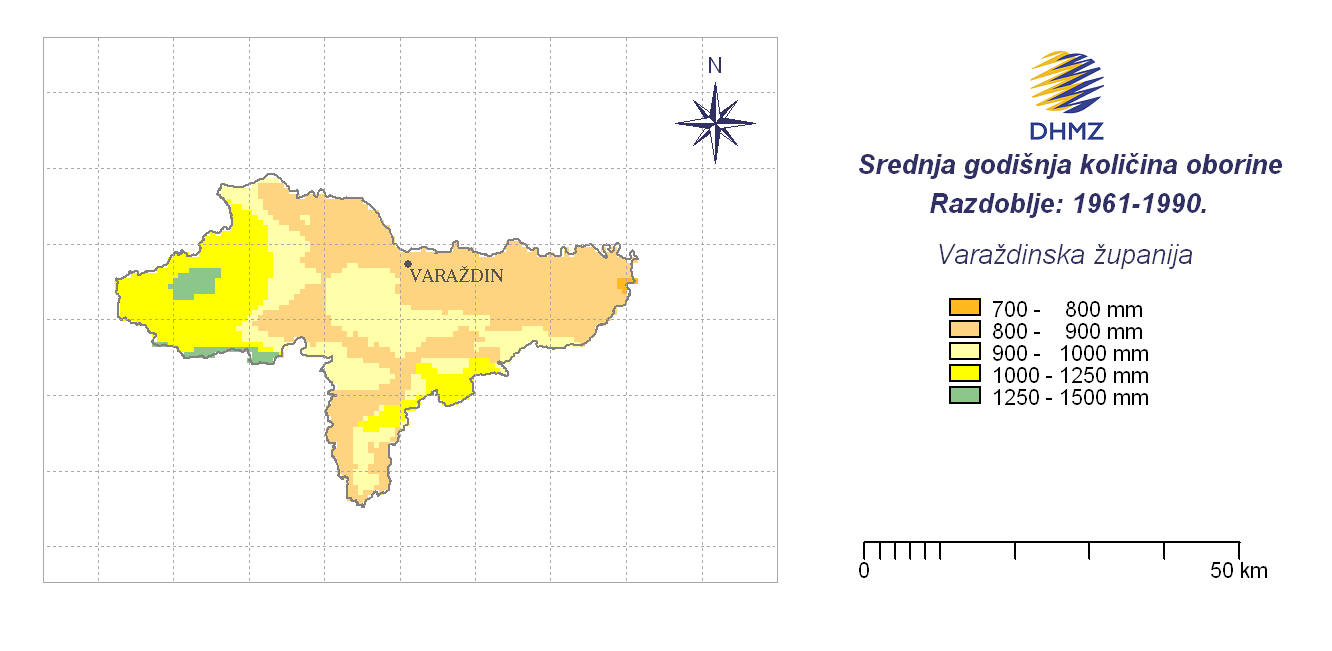 N
VARAŽDIN
DHMZ
Srednja godišnja količina oborine
Razdoblje: 1961-1990.
Varaždinska županija
700 - 800 mm
800 - 900 mm
900 - 1000 mm
1000 - 1250 mm
1250 - 1500 mm
0 50 km